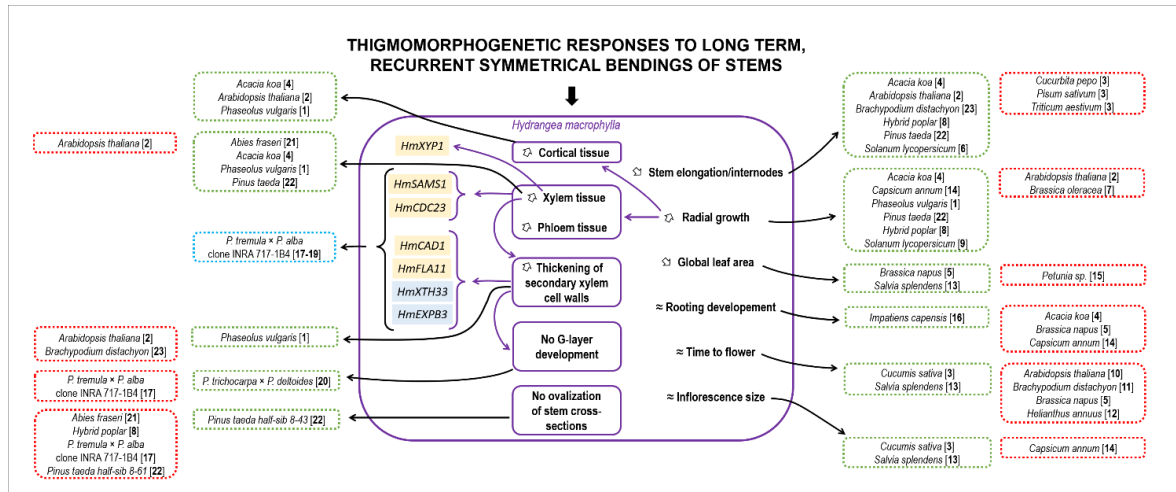 THIGMOMORPHOGENETIC RESPONSES TO LONG TERM,
RECURRENT SYMMETRICAL BENDINGS OF STEMS
Acacia koa [4]
Arabidopsis thaliana [2]
Phaseolus vulgaris [1]
Arabidopsis thaliana [2]
Abies fraseri [21]
Acacia koa [4]
Phaseolus vulgaris [1]
Pinus taeda [22]
P. tremula × P. alba
clone INRA 717-1B4 [17-19]
Arabidopsis thaliana [2]
Brachypodium distachyon [23]
Phaseolus vulgaris [1]
P. tremula × P. alba
clone INRA 717-1B4 [17]
P. trichocarpa × P. deltoides [20]
Abies fraseri [21]
Hybrid poplar [8]
P. tremula × P. alba
clone INRA 717-1B4 [17]
Pinus taeda half-sib 8-61 [22]
Pinus taeda half-sib 8-43 [22]
Hydrangea macrophylla
HmXYP1
HmSAMS1
HmCDC23
HmCAD1
HmFLA11
HmXTH33
HmEXPB3
Cortical tissue
Xylem tissue
Phloem tissue
Thickening of
secondary xylem
cell walls
No G-layer
development
No ovalization
of stem cross-
sections
Stem elongation/internodes
Radial growth
Global leaf area
≈ Rooting development
≈ Time to flower
≈ Inflorescence size
Acacia koa [4]
Arabidopsis thaliana [2]
Brachypodium distachyon [23]
Hybrid poplar [8]
Pinus taeda [22]
Solanum lycopersicum [6]
Cucurbita pepo [3]
Pisum sativum [3]
Triticum aestivum [3]
Acacia koa [4]
Capsicum annum [14]
Phaseolus vulgaris [1]
Pinus taeda [22]
Hybrid poplar [8]
Solanum lycopersicum [9]
Arabidopsis thaliana [2]
Brassica oleracea [7]
Brassica napus [5]
Salvia splendens [13]
Petunia sp. [15]
Impatiens capensis [16]
Acacia koa [4]
Brassica napus [5]
Capsicum annum [14]
Cucumis sativa [3]
Salvia splendens [13]
Arabidopsis thaliana [10]
Brachypodium distachyon [11]
Brassica napus [5]
Helianthus annuus [12]
Cucumis sativa [3]
Salvia splendens [13]
Capsicum annum [14]